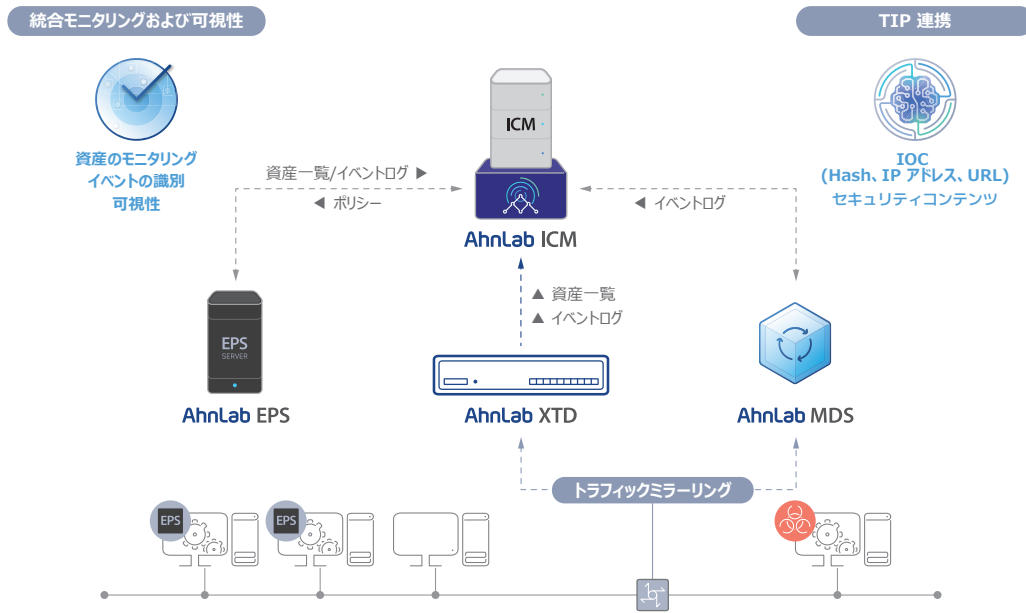 統合モニタリングおよび可視性
TIP 連携
ICM
資産のモニタリング
イベントの識別
可視性
IOC
(Hash、IP アドレス、URL)
セキュリティコンテンツ
資産一覧/イベントログ ▶
◀ ポリシー
◀ イベントログ
AhnLab ICM
▲ 資産一覧
▲ イベントログ
EPS
SERVER
AhnLab EPS
AhnLab XTD
AhnLab MDS
トラフィックミラーリング
EPS
EPS